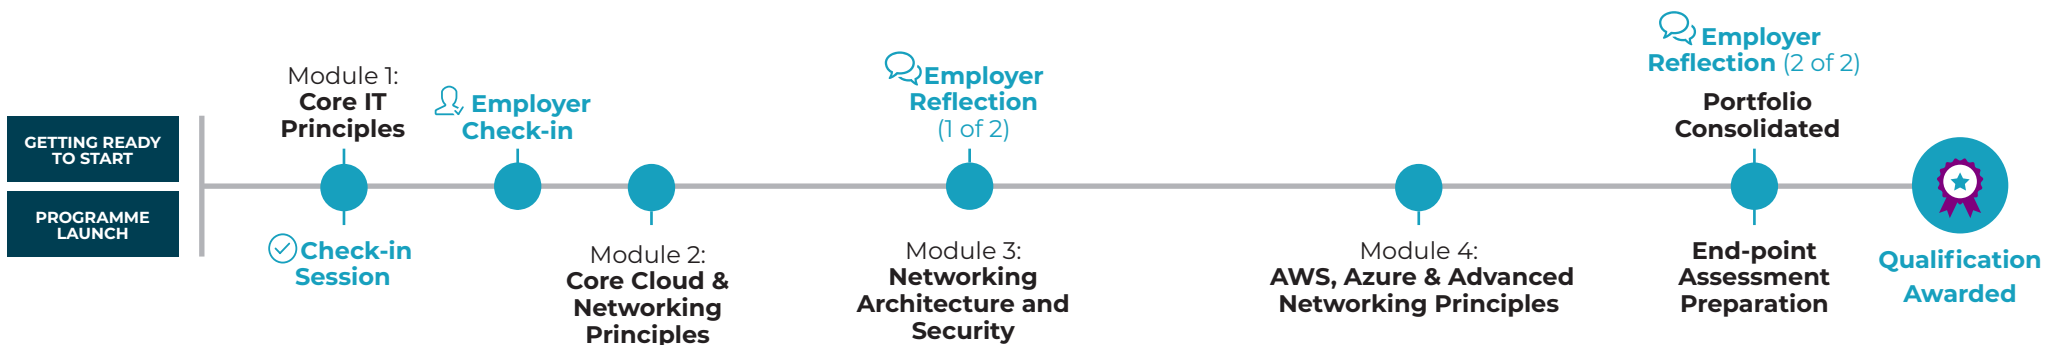 GETTING READY
TO START
PROGRAMME
LAUNCH
Module 1:
Core IT
Principles
Check-in
Session
Employer
Check-in
Module 2:
Core Cloud &
Networking
Principles
Employer
Reflection
(1 of 2)
Module 3:
Networking
Architecture and
Security
Module 4:
AWS, Azure & Advanced
Networking Principles
Employer
Reflection (2 of 2)
Portfolio
Consolidated
End-point
Assessment
Preparation
Qualification
Awarded